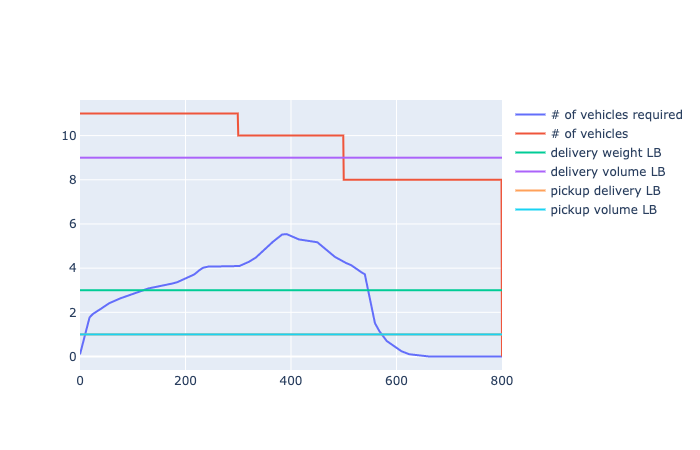 # of vehicles required
# of vehicles
delivery weight LB
delivery volume LB
pickup delivery LB
pickup volume LB
10
8
6
4
2
0
0 200 400 600 800